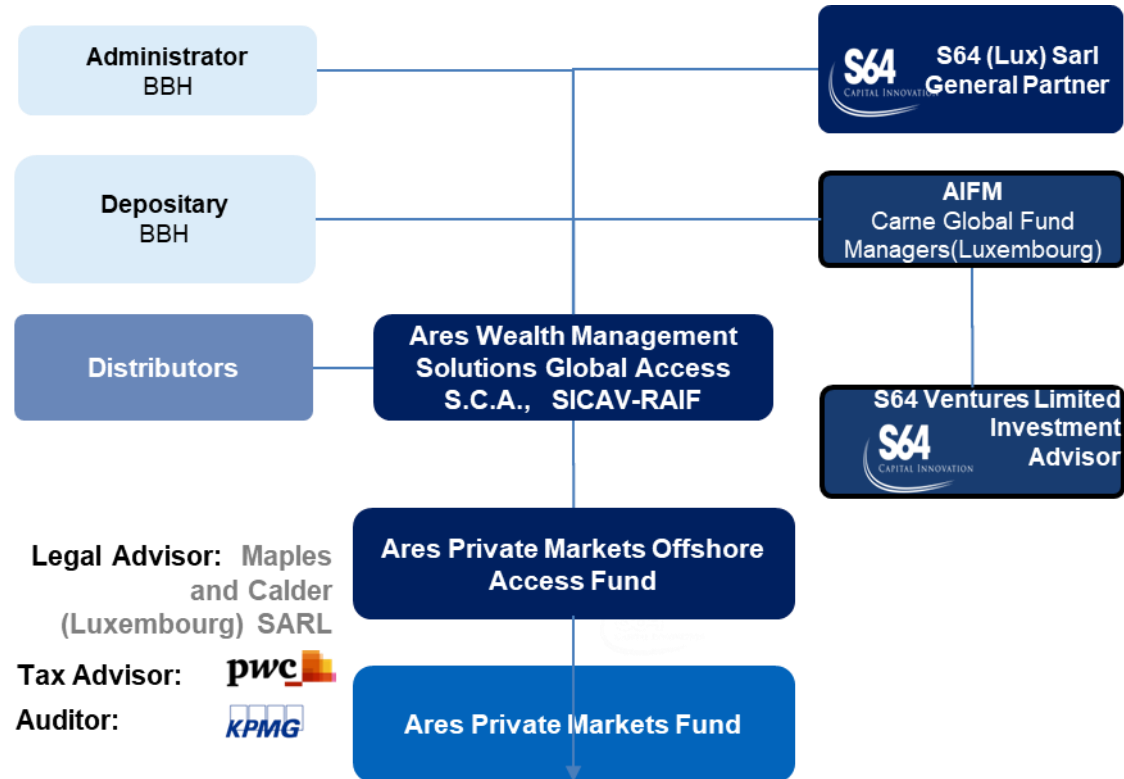 Administrator
BBH
S64
CAPITAL INNOVATION
S64 (Lux) Sarl
General Partner
Depositary
BBH
AIFM
Carne Global Fund
Managers(Luxembourg)
Distributors
Ares Wealth Management
Solutions Global Access
S.C.A., SICAV-RAIF
S64 Ventures Limited
Investment
Advisor
S64
CAPITAL INNOVATION
Legal Advisor: Maples
and Calder
(Luxembourg) SARL
Ares Private Markets Offshore
Access Fund
Tax Advisor:
pwc
Auditor:
KPMG
Ares Private Markets Fund